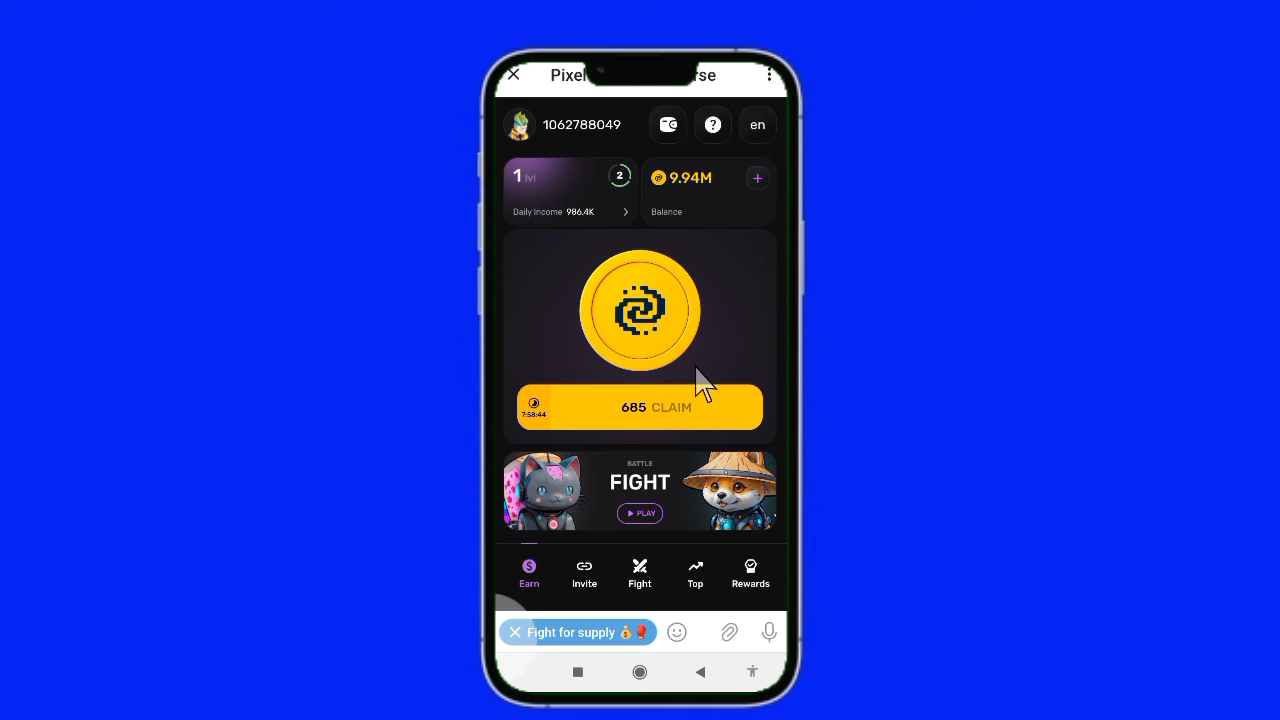 Pixel rse
1062788049
en
1 lvl
2
9.94M
Daily Income 986.4K
Balance
7:58:44
685 CLAIM
BATTLE
FIGHT
PLAY
Earn
Invite
Fight
Top
Rewards
Fight for supply 💰🥊